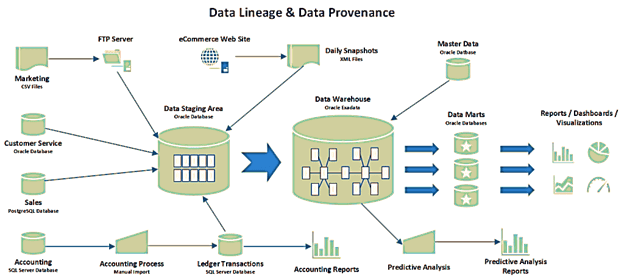 Data Lineage & Data Provenance
FTP Server
eCommerce Web Site
Daily Snapshots
XML Files
Master Data
Oracle Database
Marketing
CSV Files
Data Staging Area
Oracle Database
Data Warehouse
Oracle Exadata
Data Marts
Oracle Databases
Reports / Dashboards /
Visualizations
Customer Service
Oracle Database
Sales
PostgreSQL Database
Accounting
SQL Server Database
Accounting Process
Manual Import
Ledger Transactions
SQL Server Database
Accounting Reports
Predictive Analysis
Predictive Analysis
Reports